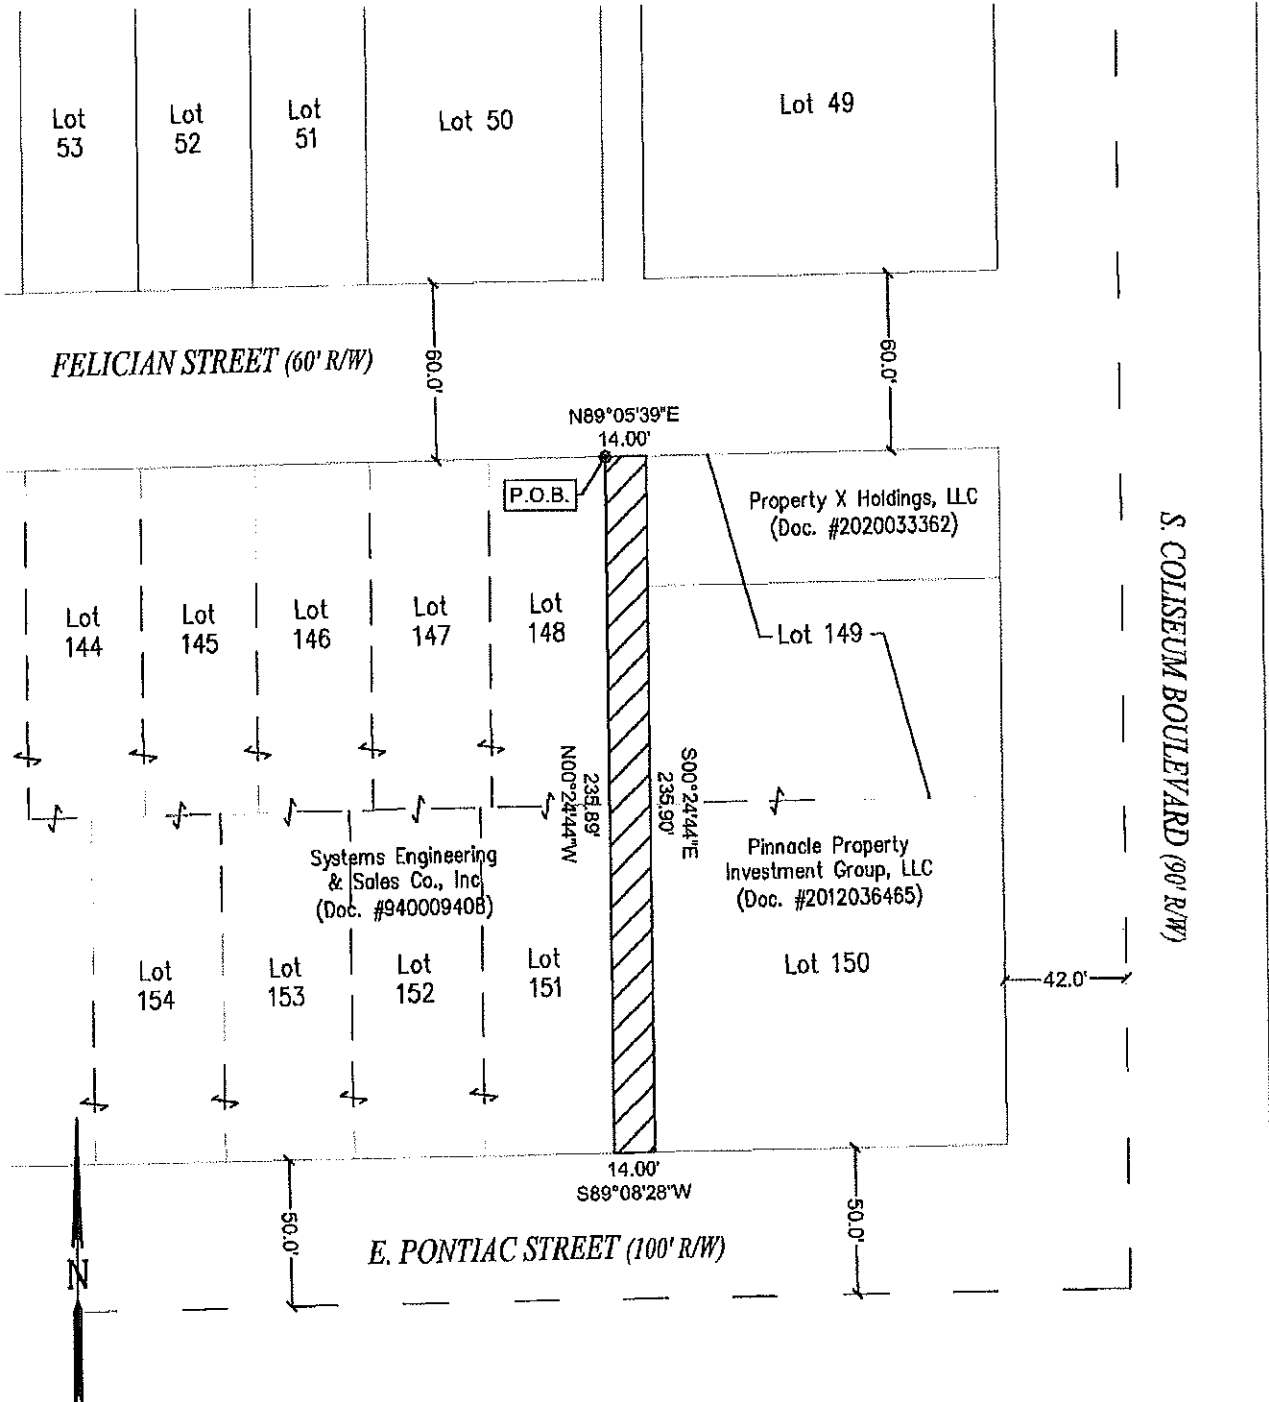 Lot
53
Lot
52
Lot
51
Lot 50
Lot 49
FELICIAN STREET (60' R/W)
60.0'
60.0'
N89°05'39"E
14.00'
P.O.B.
Property X Holdings, LLC
(Doc. #2020033362)
Lot
144
Lot
145
Lot
146
Lot
147
Lot
148
Lot 149
S. COLISEUM BOULEVARD (90' R/W)
N00°24'44"W
235.89'
S00°24'44"E
235.90'
Systems Engineering
& Sales Co., Inc
(Doc. #940009408)
Pinnacle Property
Investment Group, LLC
(Doc. #2012036465)
Lot
154
Lot
153
Lot
152
Lot
151
Lot 150
42.0'
14.00'
S89°08'28"W
50.0'
50.0'
E. PONTIAC STREET (100' R/W)
N